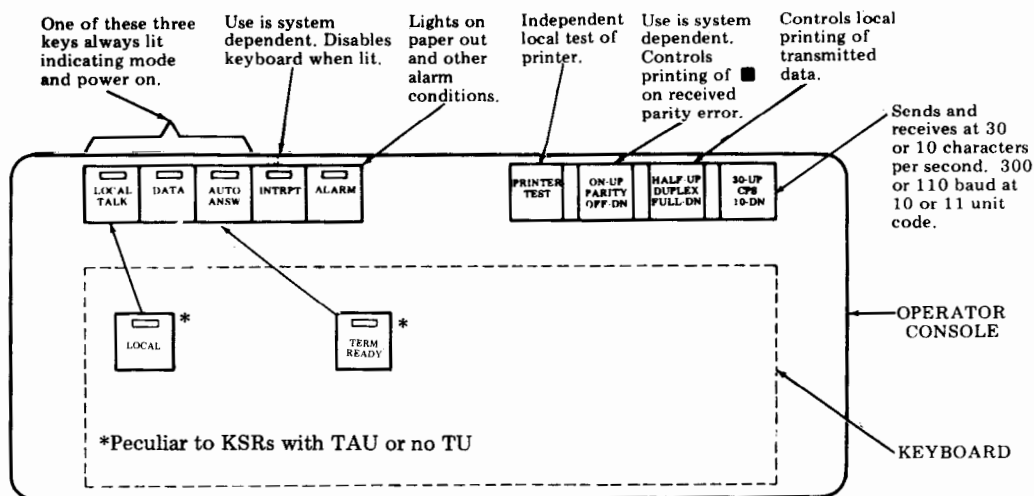 One of these three
keys always lit
indicating mode
and power on.
Use is system
dependent. Disables
keyboard when lit.
Lights on
paper out
and other
alarm
conditions.
Independent
local test of
printer.
Use is system
dependent.
Controls
printing of ■
on received
parity error.
Controls local
printing of
transmitted
data.
Sends and
receives at 30
or 10 characters
per second. 300
or 110 baud at
10 or 11 unit
code.
LOCAL
TALK
DATA
AUTO
ANSW
INTRPT
ALARM
PRINTER
TEST
ON-UP
PARITY
OFF-DN
HALF-UP
DUPLEX
FULL-DN
30-UP
CPS
10-DN
LOCAL
*
TERM
READY
*
OPERATOR
CONSOLE
*Peculiar to KSRs with TAU or no TU
KEYBOARD